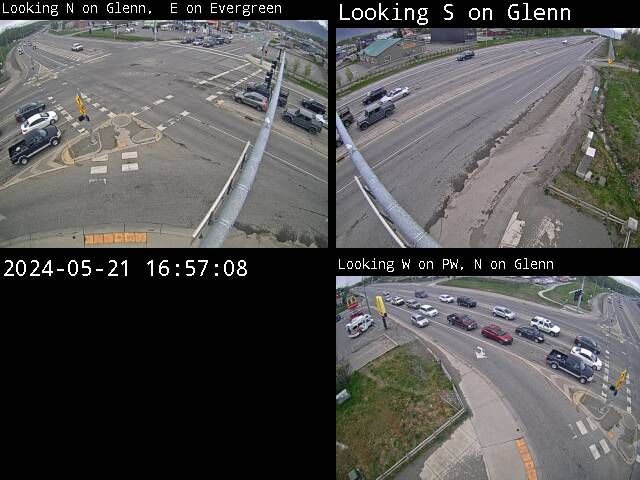 Looking N on Glenn,  E on Evergreen
Looking S on Glenn
2024-05-21 16:57:08
Looking W on PW, N on Glenn